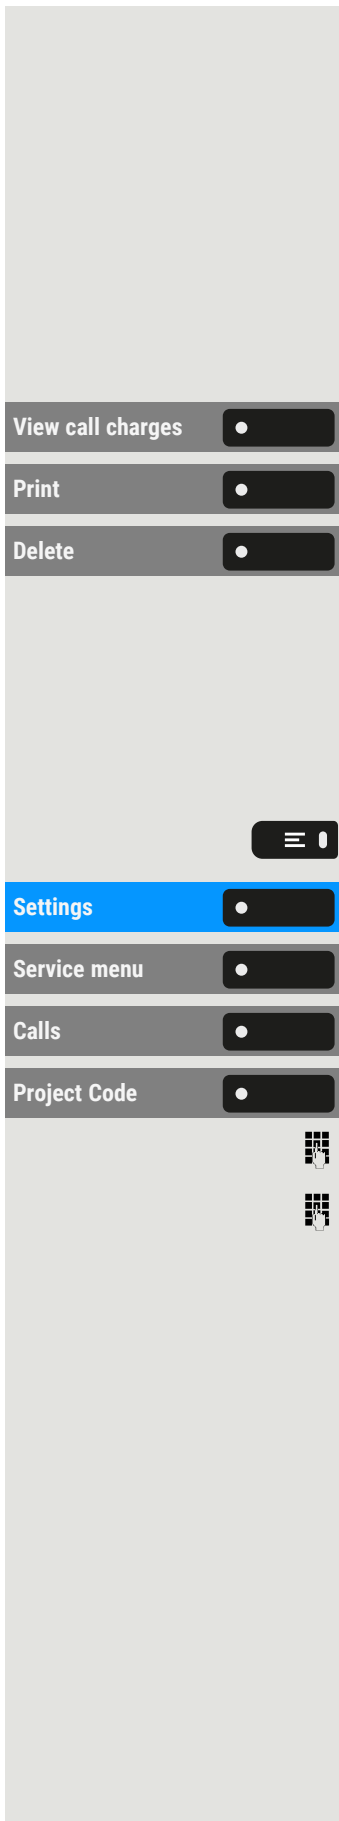 View call charges
Print
Delete
Settings
Service menu
Calls
Project Code